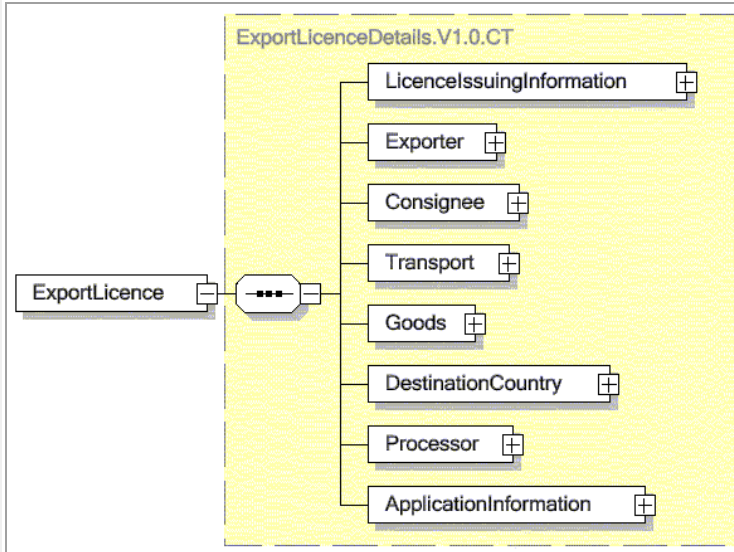 ExportLicenceDetails.V1.0.CT
LicenceIssuingInformation
Exporter
Consignee
Transport
ExportLicence
Goods
DestinationCountry
Processor
ApplicationInformation